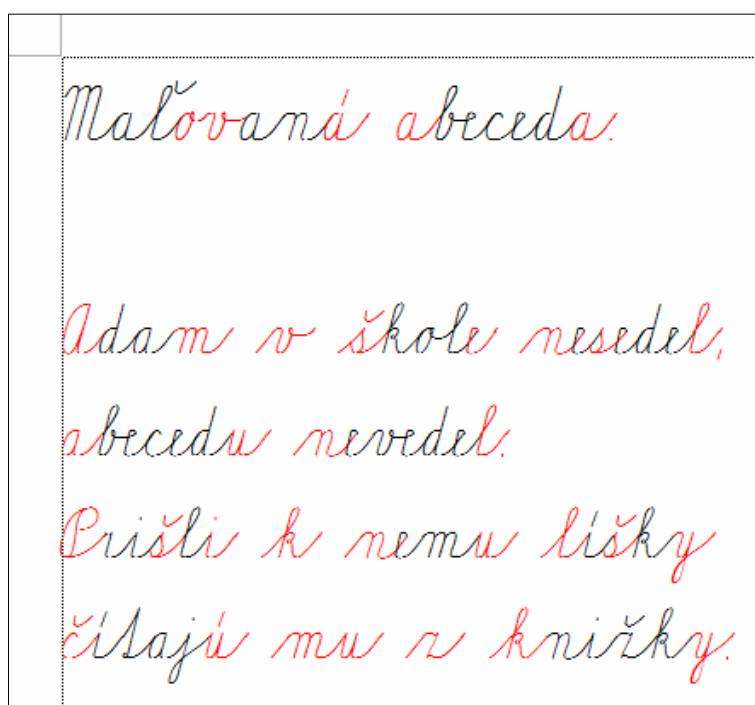 Maľovaná abeceda.
Adam v škole nesedel,
abecedu nevedel.
Prišli k nemu líšky
čítajú mu z knižky.